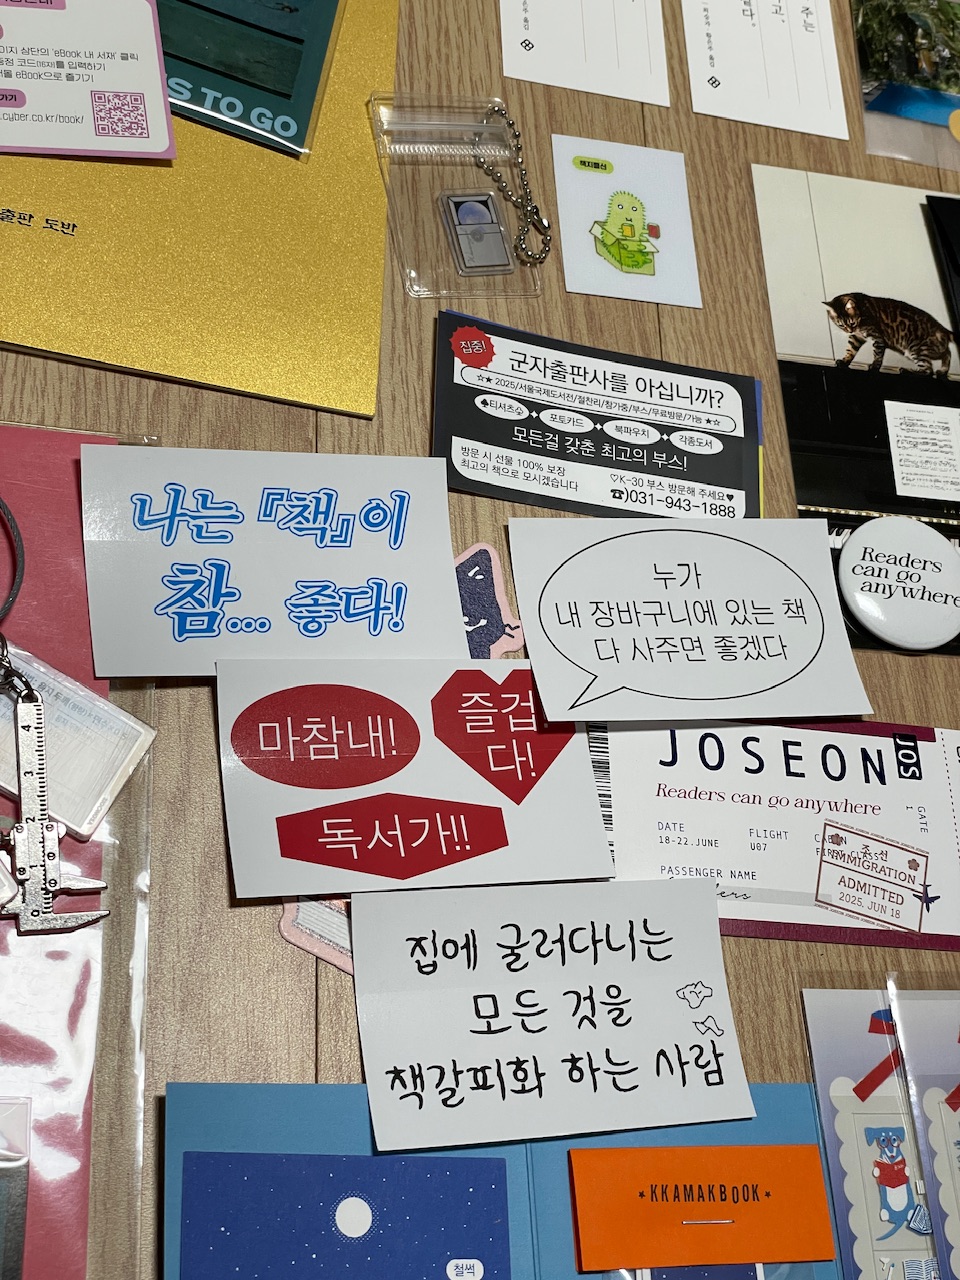 이지 상단의 'eBook 내 서재' 클릭
증정 코드(16자)를 입력하기
eBook으로 즐기기
.cyber.co.kr/book/
S TO GO
출판 도반
주는
고,
책지름신
집중!
군자출판사를 아십니까?
☆★ 2025/서울국제도서전/절찬리/참가중/부스/무료방문/가능 ★☆
♠티셔츠♧
포토카드
북파우치
각종도서
모든걸 갖춘 최고의 부스!
방문 시 선물 100% 보장
최고의 책으로 모시겠습니다
♡K-30 부스 방문해 주세요♥
☎)031-943-1888
나는 『책』이
참... 좋다!
누가
내 장바구니에 있는 책
다 사주면 좋겠다
Readers
can go
anywhere
마참내!
즐겁
다!
독서가!!
JOSEON
JOS
Readers can go anywhere
DATE
18-22.JUNE
FLIGHT
U07
GATE
PASSENGER NAME
조선
IMMIGRATION
ADMITTED
2025. JUN 18
집에 굴러다니는
모든 것을
책갈피화 하는 사람
KKAMAKBOOK
철썩